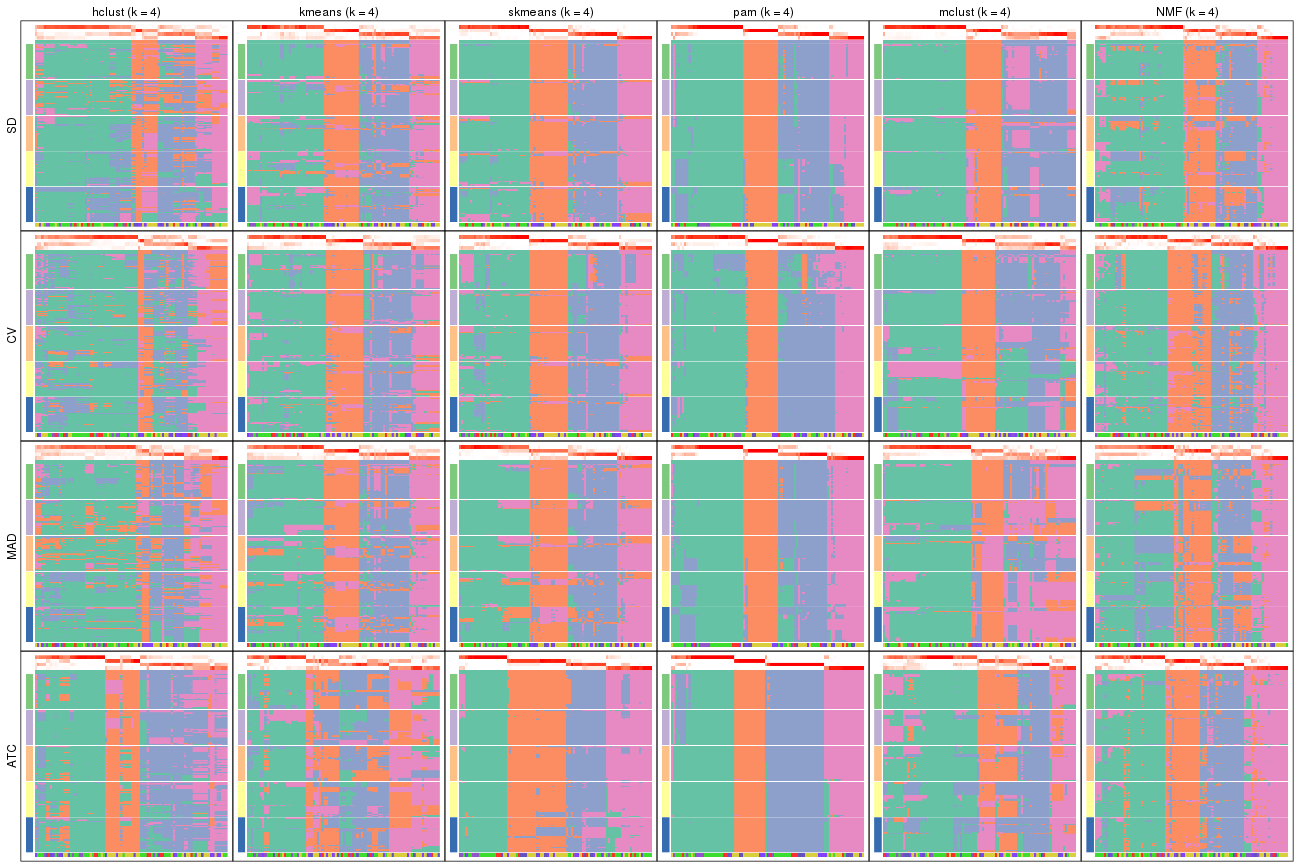 hclust (k = 4) kmeans (k = 4) skmeans (k = 4) pam (k = 4) mclust (k = 4) NMF (k = 4)
SD
CV
MAD
ATC